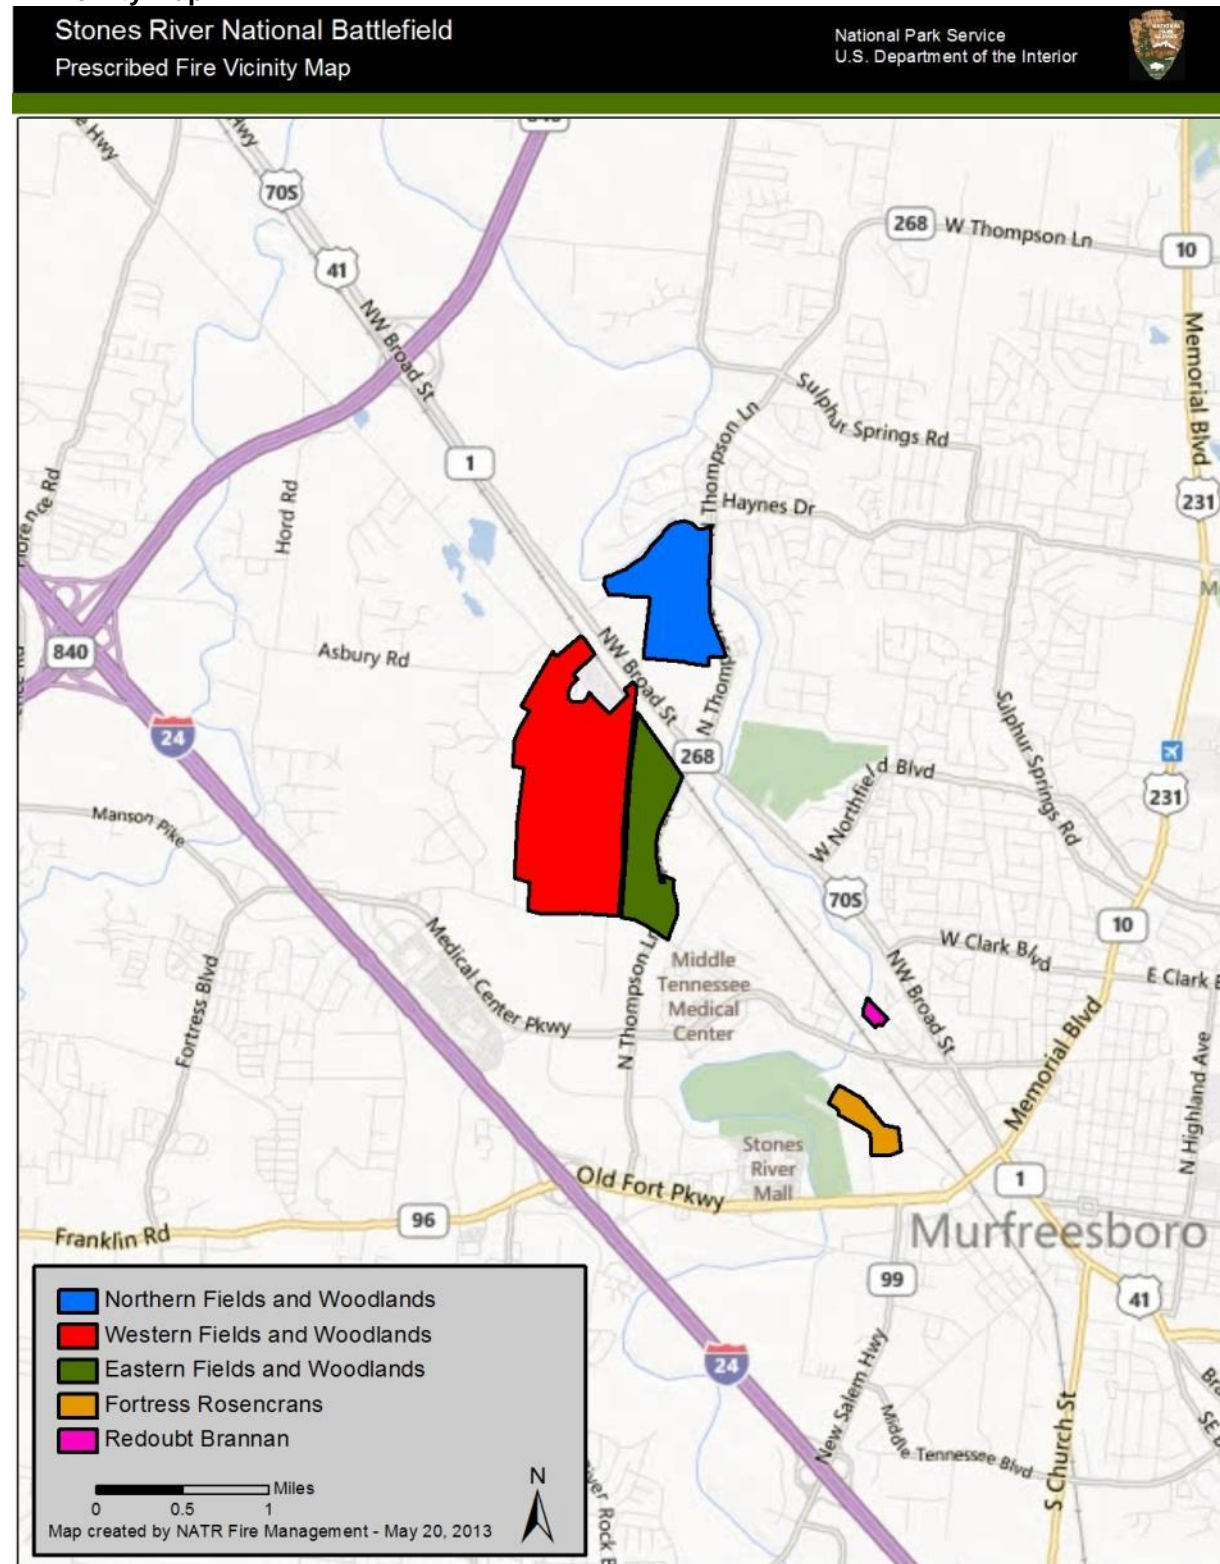 Stones River National Battlefield
Prescribed Fire Vicinity Map
National Park Service
U.S. Department of the Interior
Hwy
70S
41
NW Broad St
268
W Thompson Ln
10
Memorial Blvd
Sulphur Springs Rd
Thompson Ln
Haynes Dr
231
1
Hord Rd
840
Asbury Rd
NW Broad St
268
d Blvd
W Northfiel
Sulphur Springs Rd
231
24
Manson Pike
70S
10
W Clark Blvd
E Clark
NW Broad St
Medical Center Pkwy
Fortress Blvd
N Thompson Ln
Middle
Tennessee
Medical
Center
Memorial Blvd
N Highland Ave
Stones
River
Mall
Old Fort Pkwy
1
96
Franklin Rd
Murfreesboro
99
41
24
New Salem Hwy
Middle Tennessee Blvd
S Church St
Northern Fields and Woodlands
Western Fields and Woodlands
Eastern Fields and Woodlands
Fortress Rosencrans
Redoubt Brannan
Miles
0 0.5 1
N
Map created by NATR Fire Management - May 20, 2013